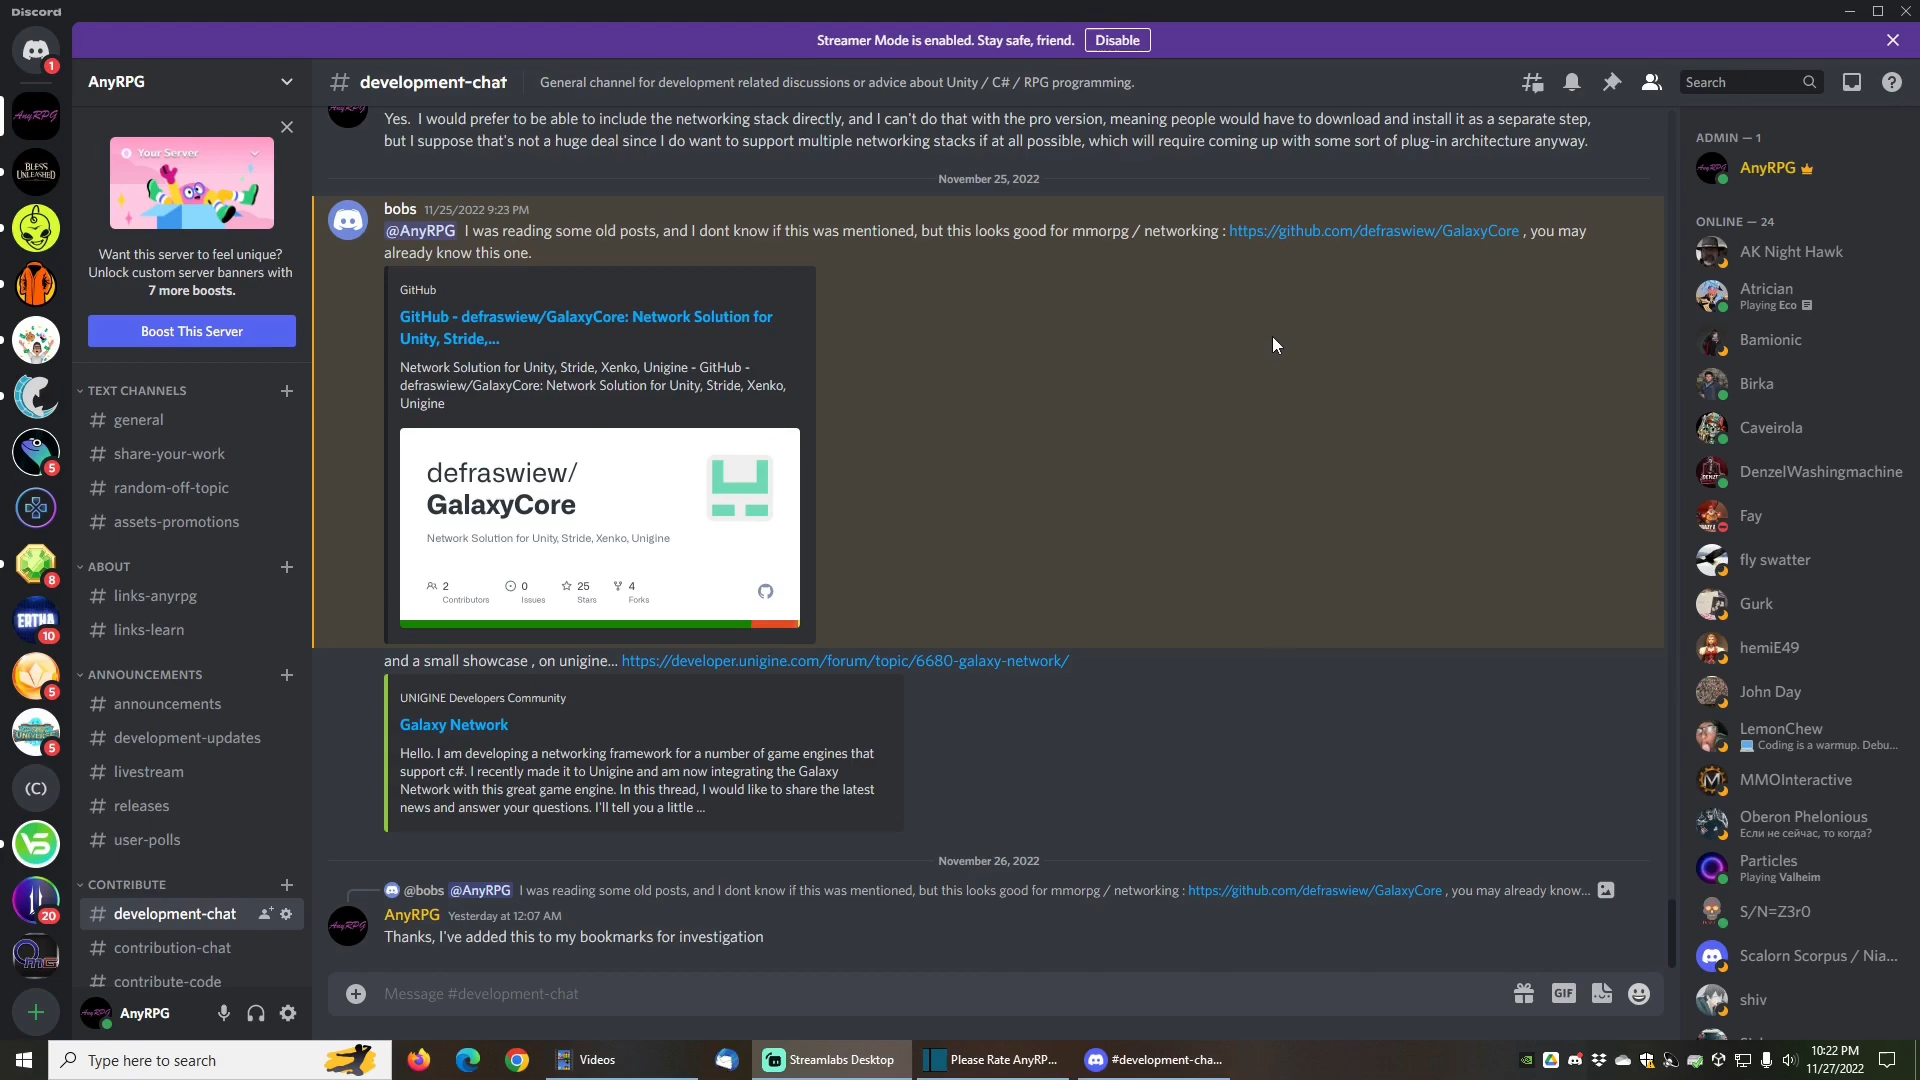 Discord
Streamer Mode is enabled. Stay safe, friend. Disable
1
AnyRPG
# development-chat General channel for development related discussions or advice about Unity / C# / RPG programming.
Search
Your Server
Want this server to feel unique?
Unlock custom server banners with
7 more boosts.
Boost This Server
TEXT CHANNELS
general
share-your-work
random-off-topic
assets-promotions
ABOUT
links-anyrpg
links-learn
ANNOUNCEMENTS
announcements
development-updates
livestream
releases
user-polls
CONTRIBUTE
development-chat
contribution-chat
contribute-code
AnyRPG
AnyRPG
BLESS
UNLEASHED
5
8
ERTHA
10
5
UNIVERSE
5
(C)
20
OMG
Yes. I would prefer to be able to include the networking stack directly, and I can't do that with the pro version, meaning people would have to download and install it as a separate step,
but I suppose that's not a huge deal since I do want to support multiple networking stacks if at all possible, which will require coming up with some sort of plug-in architecture anyway.
November 25, 2022
bobs 11/25/2022 9:23 PM
@AnyRPG I was reading some old posts, and I dont know if this was mentioned, but this looks good for mmorpg / networking : https://github.com/defraswiew/GalaxyCore , you may
already know this one.
GitHub
GitHub - defraswiew/GalaxyCore: Network Solution for
Unity, Stride,...
Network Solution for Unity, Stride, Xenko, Unigine - GitHub -
defraswiew/GalaxyCore: Network Solution for Unity, Stride, Xenko,
Unigine
defraswiew/
GalaxyCore
Network Solution for Unity, Stride, Xenko, Unigine
2 0 25 4
Contributors Issues Stars Forks
and a small showcase , on unigine... https://developer.unigine.com/forum/topic/6680-galaxy-network/
UNIGINE Developers Community
Galaxy Network
Hello. I am developing a networking framework for a number of game engines that
support c#. I recently made it to Unigine and am now integrating the Galaxy
Network with this great game engine. In this thread, I would like to share the latest
news and answer your questions. I'll tell you a little ...
November 26, 2022
@bobs @AnyRPG I was reading some old posts, and I dont know if this was mentioned, but this looks good for mmorpg / networking : https://github.com/defraswiew/GalaxyCore , you may already know...
AnyRPG Yesterday at 12:07 AM
Thanks, I've added this to my bookmarks for investigation
Message #development-chat
GIF
ADMIN — 1
AnyRPG
ONLINE — 24
AK Night Hawk
Atrician
Playing Eco
Bamionic
Birka
Caveirola
DenzelWashingmachine
Fay
fly swatter
Gurk
hemiE49
John Day
LemonChew
Coding is a warmup. Debu...
MMOInteractive
Oberon Phelonious
Если не сейчас, то когда?
Particles
Playing Valheim
S/N=Z3r0
Scalorn Scorpus / Nia...
shiv
Type here to search
Videos
Streamlabs Desktop
Please Rate AnyRP...
#development-cha...
10:22 PM
11/27/2022